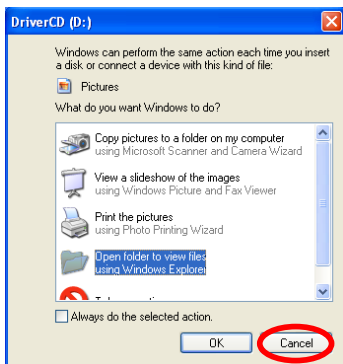 DriverCD (D:)
Windows can perform the same action each time you insert
a disk or connect a device with this kind of file:
Pictures
What do you want Windows to do?
Copy pictures to a folder on my computer
using Microsoft Scanner and Camera Wizard
View a slideshow of the images
using Windows Picture and Fax Viewer
Print the pictures
using Photo Printing Wizard
Open folder to view files
using Windows Explorer
Always do the selected action.
OK
Cancel